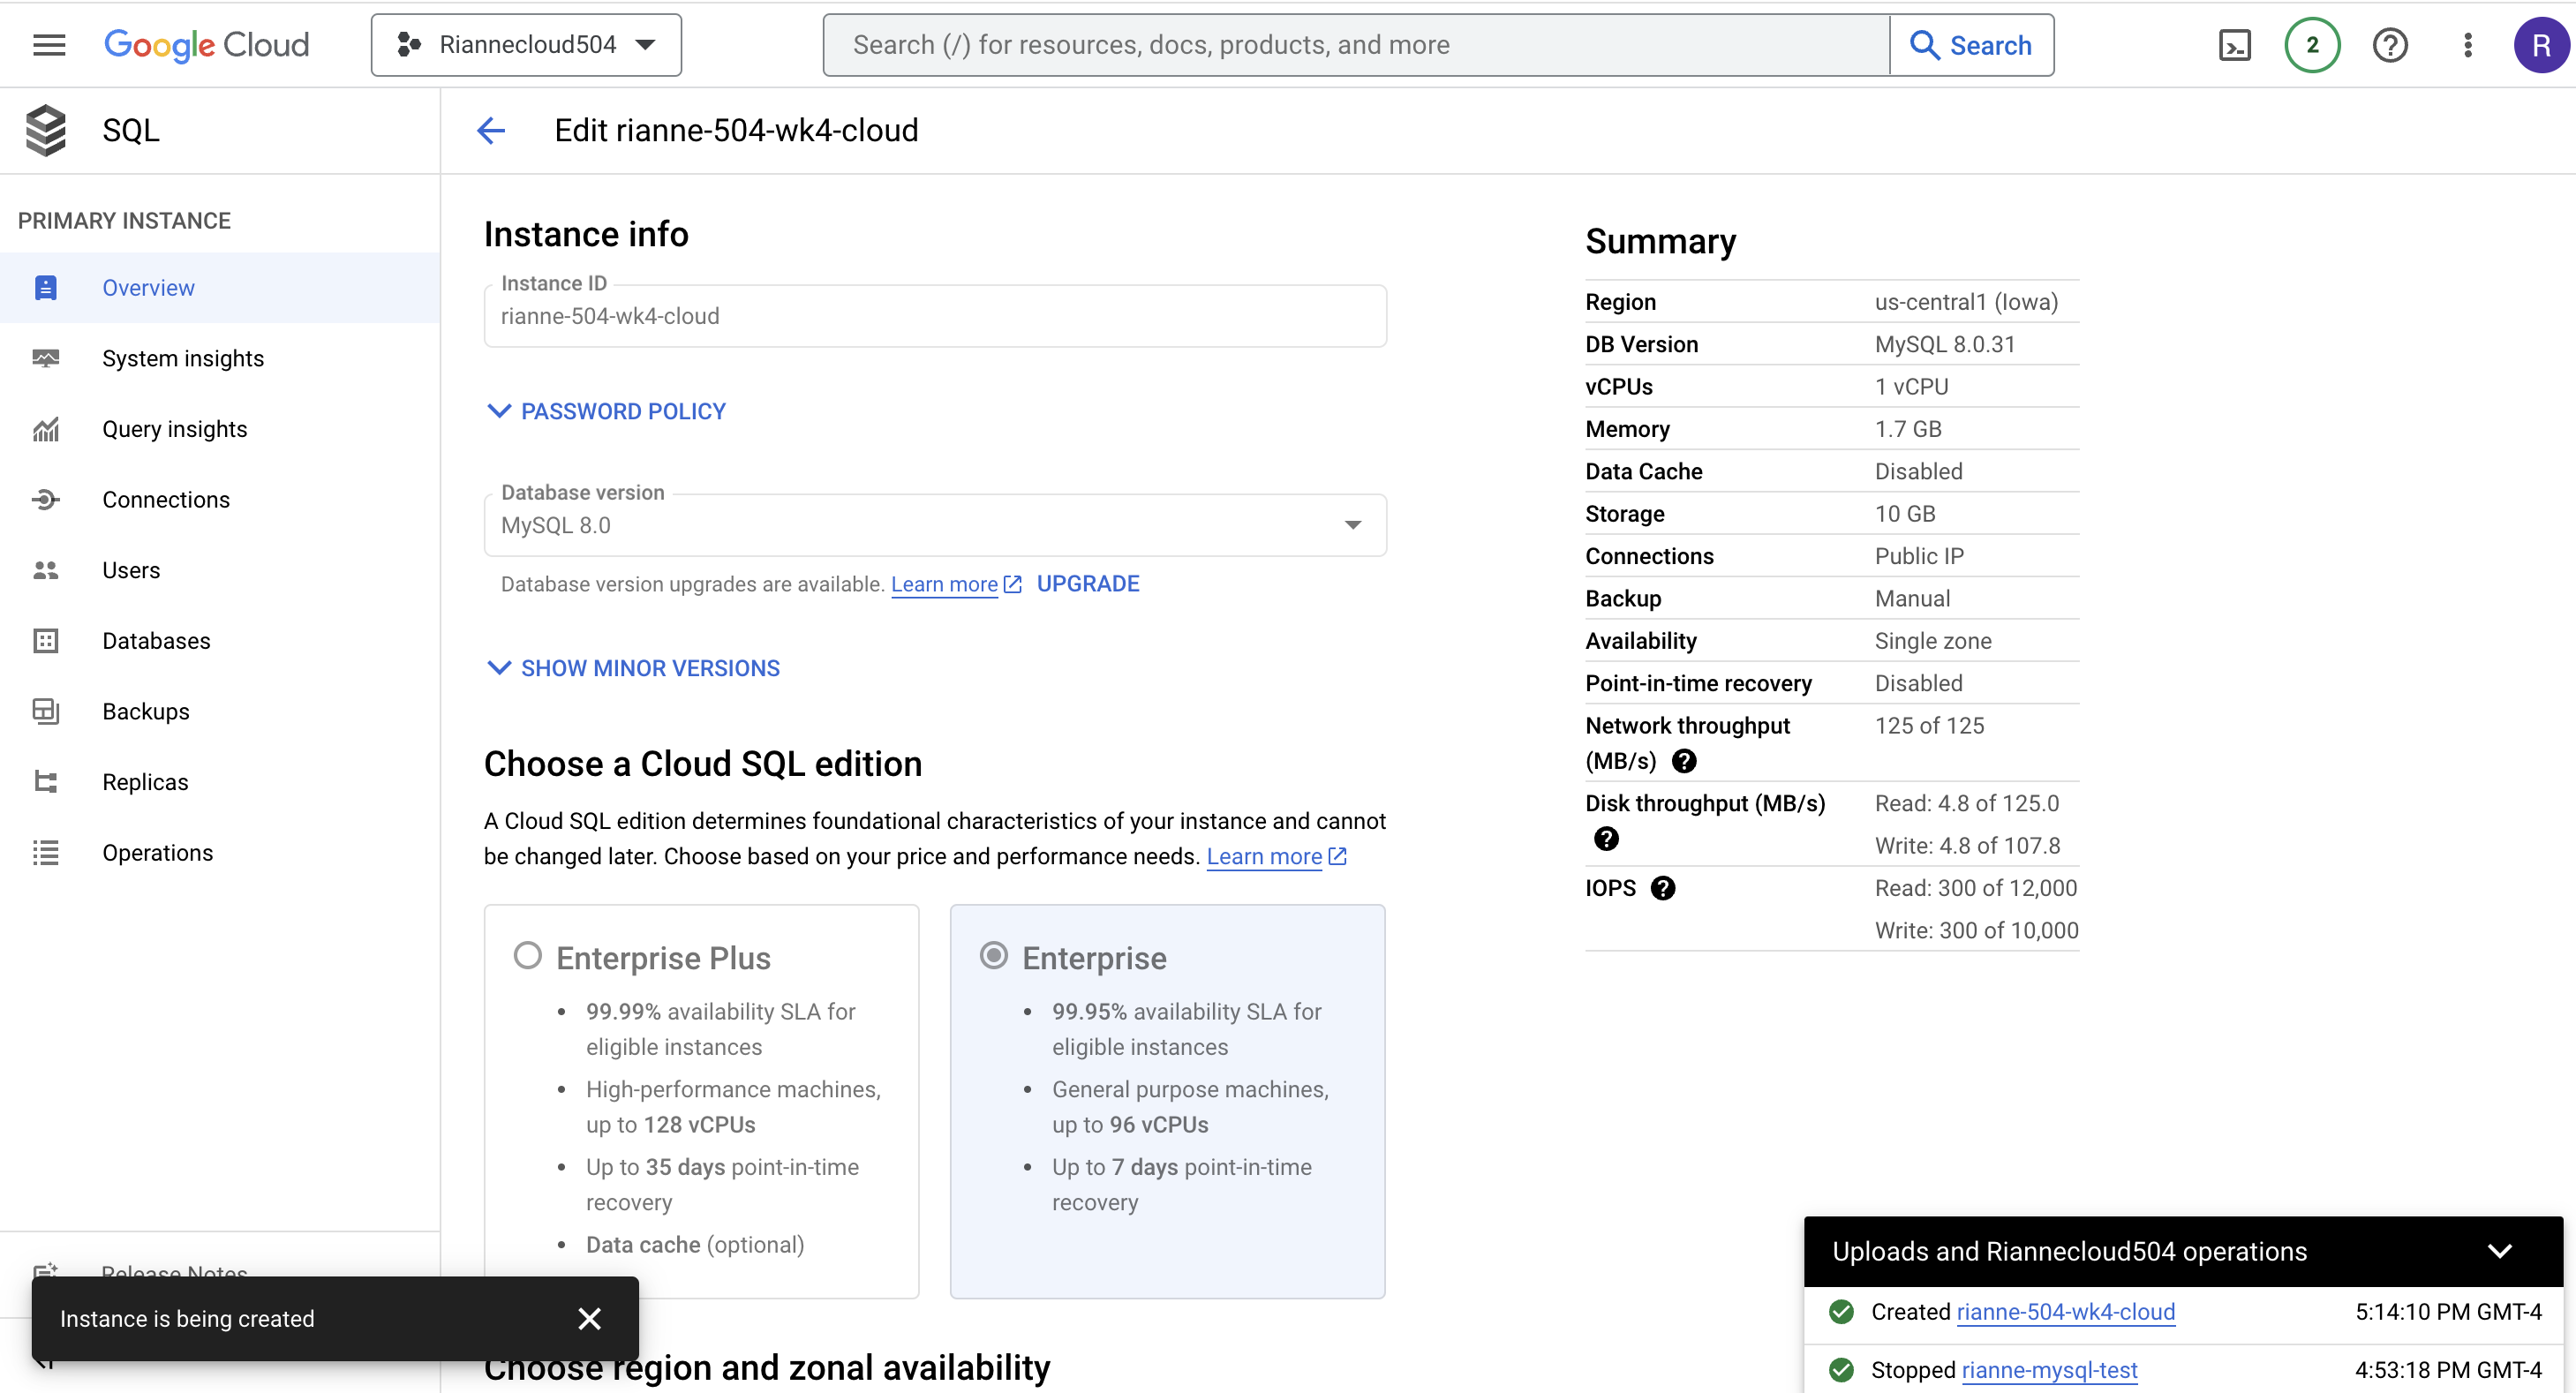 Google Cloud
Riannecloud504
Search (/) for resources, docs, products, and more
Search
2
R
SQL
Edit rianne-504-wk4-cloud
PRIMARY INSTANCE
Overview
System insights
Query insights
Connections
Users
Databases
Backups
Replicas
Operations
Release Notes
Instance is being created
Instance info
Instance ID
rianne-504-wk4-cloud
PASSWORD POLICY
Database version
MySQL 8.0
Database version upgrades are available. Learn more UPGRADE
SHOW MINOR VERSIONS
Choose a Cloud SQL edition
A Cloud SQL edition determines foundational characteristics of your instance and cannot
be changed later. Choose based on your price and performance needs. Learn more
Enterprise Plus
• 99.99% availability SLA for
eligible instances
• High-performance machines,
up to 128 vCPUs
• Up to 35 days point-in-time
recovery
• Data cache (optional)
Enterprise
• 99.95% availability SLA for
eligible instances
• General purpose machines,
up to 96 vCPUs
• Up to 7 days point-in-time
recovery
Choose region and zonal availability
Summary
Region us-central1 (Iowa)
DB Version MySQL 8.0.31
vCPUs 1 vCPU
Memory 1.7 GB
Data Cache Disabled
Storage 10 GB
Connections Public IP
Backup Manual
Availability Single zone
Point-in-time recovery Disabled
Network throughput 125 of 125
(MB/s)
Disk throughput (MB/s) Read: 4.8 of 125.0
Write: 4.8 of 107.8
IOPS Read: 300 of 12,000
Write: 300 of 10,000
Uploads and Riannecloud504 operations
Created rianne-504-wk4-cloud 5:14:10 PM GMT-4
Stopped rianne-mysql-test 4:53:18 PM GMT-4